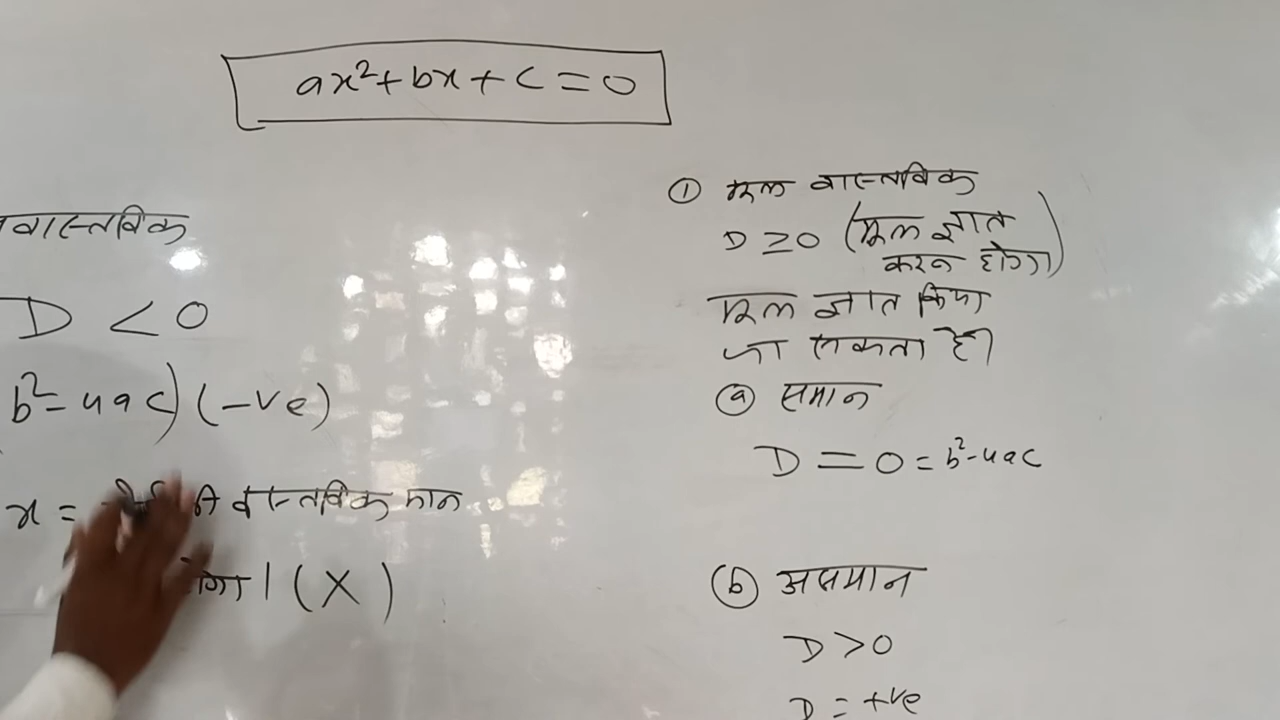 ax²+bx+c=0
वास्तविक
D < 0
b²-4ac) (-ve)
x = वास्तविक मान
। (X)
① मूल वास्तविक
D ≥ 0 (मूल ज्ञात
करन होगा)
मूल ज्ञात किया
जा सकता है।
ⓐ समान
D = 0 = b²-4ac
ⓑ असमान
D > 0
D = +ve